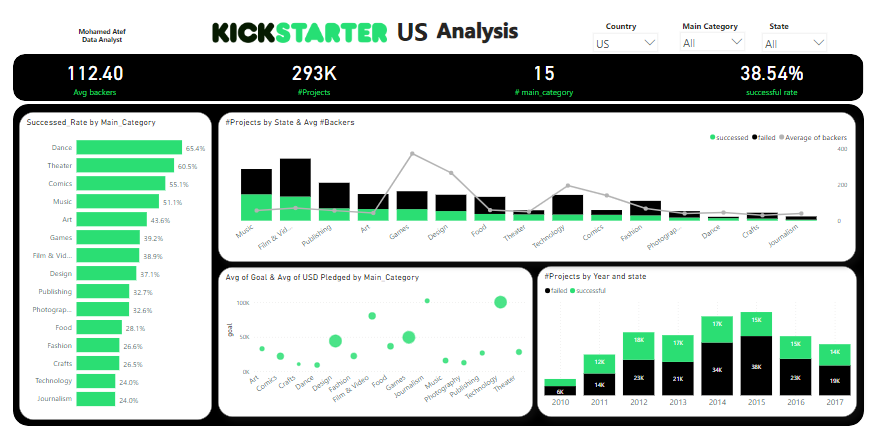 Mohamed Atef
Data Analyst
KICKSTARTER US Analysis
Country
US
Main Category
All
State
All
112.40
Avg backers
293K
#Projects
15
# main_category
38.54%
successful rate
Successed_Rate by Main_Category
Dance 65.4%
Theater 60.5%
Comics 55.1%
Music 51.1%
Art 43.6%
Games 39.2%
Film & Vid... 38.9%
Design 37.1%
Publishing 32.7%
Photograp... 32.6%
Food 28.1%
Fashion 26.6%
Crafts 26.5%
Technology 24.0%
Journalism 24.0%
#Projects by State & Avg #Backers
successed failed Average of backers
400
200
0
Music Film & Vid... Publishing Art Games Design Food Theater Technology Comics Fashion Photograp... Dance Crafts Journalism
Avg of Goal & Avg of USD Pledged by Main_Category
goal
100K
50K
0K
Art Comics Crafts Dance Design Fashion Film & Video Food Games Journalism Music Photography Publishing Technology Theater
#Projects by Year and state
failed successful
6K
12K
14K
18K
23K
17K
21K
17K
34K
15K
38K
15K
23K
14K
19K
2010 2011 2012 2013 2014 2015 2016 2017